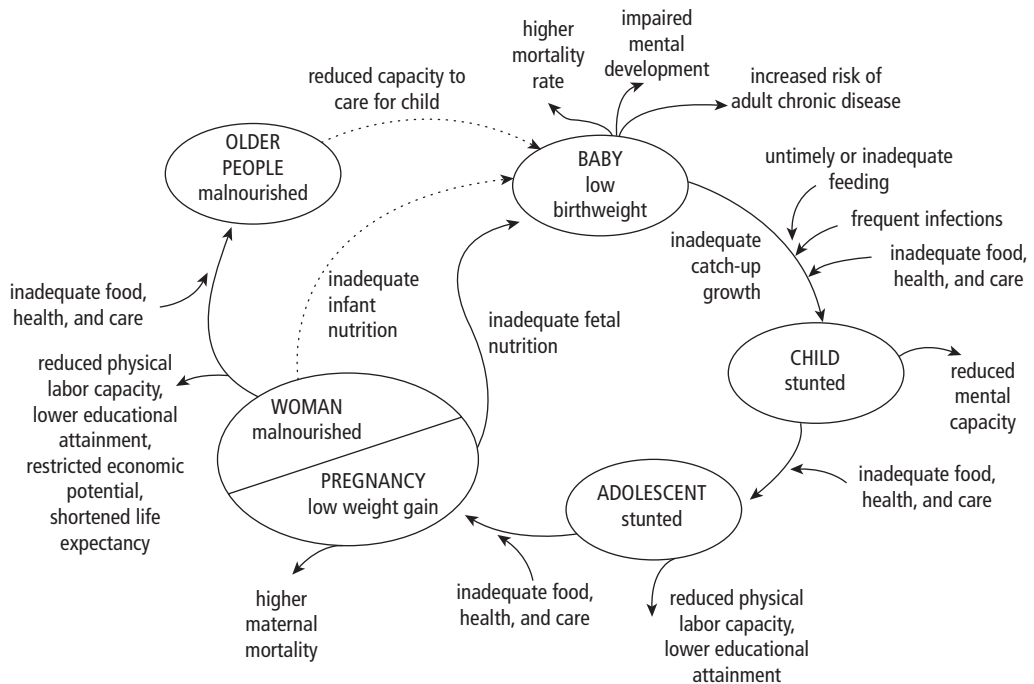 higher
mortality
rate
impaired
mental
development
increased risk of
adult chronic disease
reduced capacity to
care for child
OLDER
PEOPLE
malnourished
BABY
low
birthweight
untimely or inadequate
feeding
frequent infections
inadequate food,
health, and care
inadequate
catch-up
growth
inadequate food,
health, and care
inadequate
infant
nutrition
inadequate fetal
nutrition
CHILD
stunted
reduced
mental
capacity
reduced physical
labor capacity,
lower educational
attainment,
restricted economic
potential,
shortened life
expectancy
WOMAN
malnourished
PREGNANCY
low weight gain
ADOLESCENT
stunted
inadequate food,
health, and care
higher
maternal
mortality
inadequate food,
health, and care
reduced physical
labor capacity,
lower educational
attainment